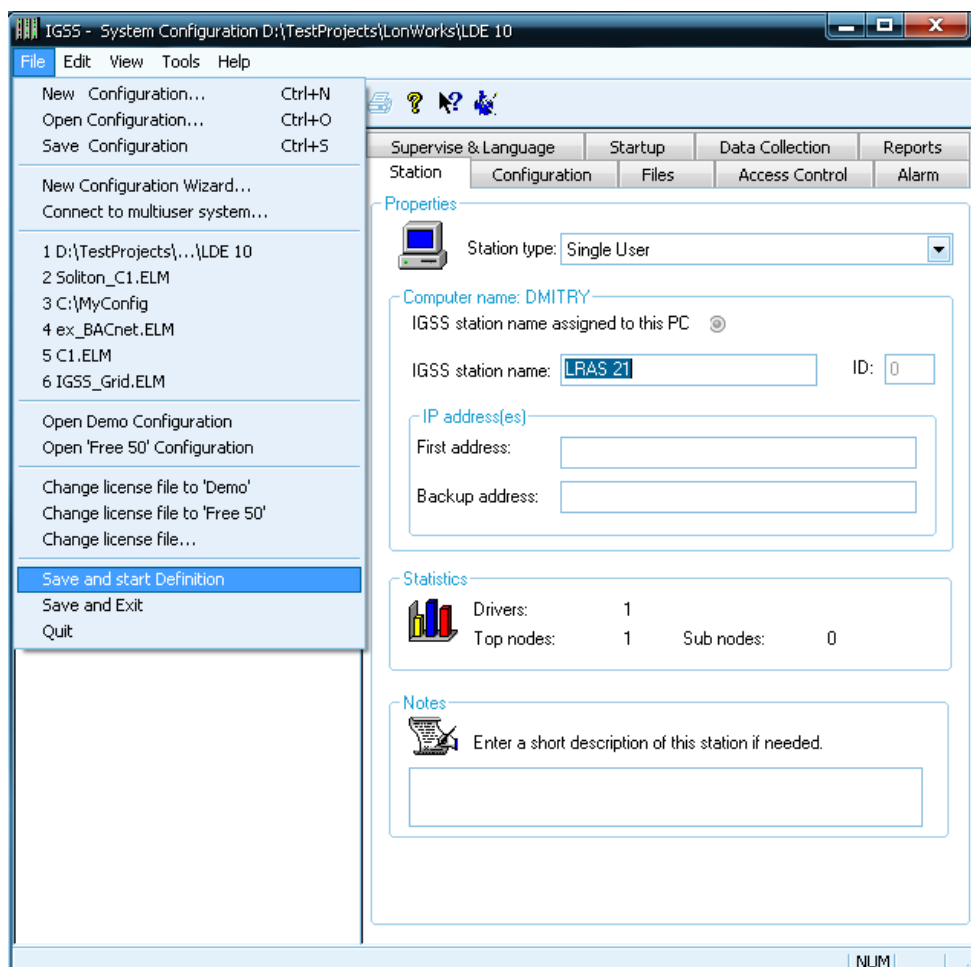 IGSS - System Configuration D:\TestProjects\LonWorks\LDE 10
File Edit View Tools Help
New Configuration... Ctrl+N
Open Configuration... Ctrl+O
Save Configuration Ctrl+S
New Configuration Wizard...
Connect to multiuser system...
1 D:\TestProjects\...\LDE 10
2 Soliton_C1.ELM
3 C:\MyConfig
4 ex_BACnet.ELM
5 C1.ELM
6 IGSS_Grid.ELM
Open Demo Configuration
Open 'Free 50' Configuration
Change license file to 'Demo'
Change license file to 'Free 50'
Change license file...
Save and start Definition
Save and Exit
Quit
Supervise & Language Startup Data Collection Reports
Station Configuration Files Access Control Alarm
Properties
Station type: Single User
Computer name: DMITRY
IGSS station name assigned to this PC
IGSS station name: LRAS 21 ID: 0
IP address(es)
First address:
Backup address:
Statistics
Drivers: 1
Top nodes: 1 Sub nodes: 0
Notes
Enter a short description of this station if needed.
NUM